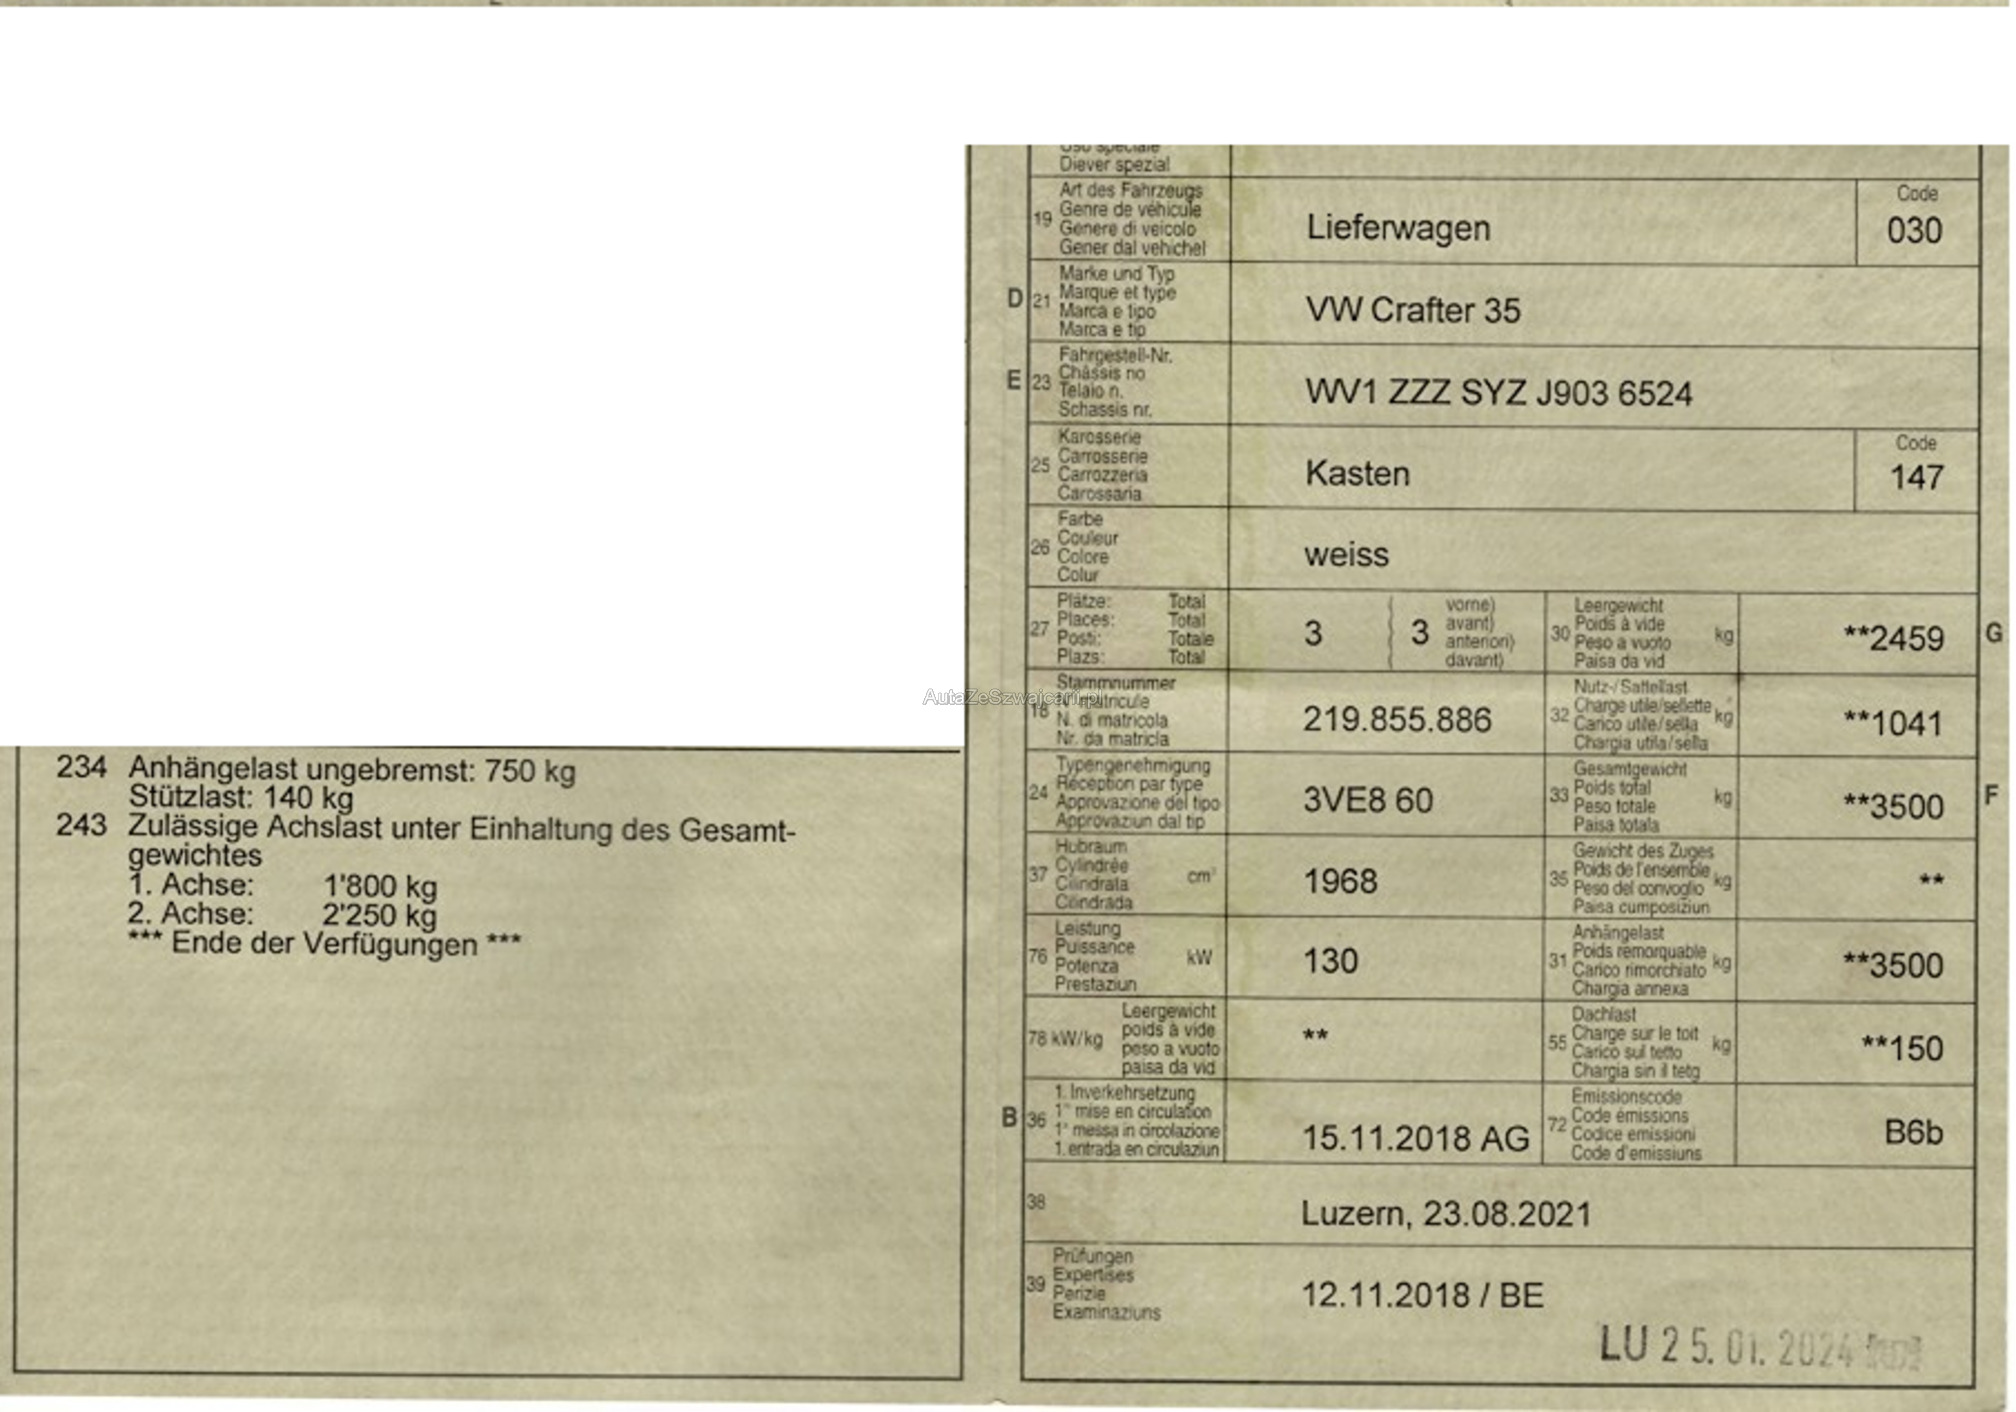 234 Anhängelast ungebremst: 750 kg
Stützlast: 140 kg
243 Zulässige Achslast unter Einhaltung des Gesamt-
gewichtes
1. Achse: 1'800 kg
2. Achse: 2'250 kg
*** Ende der Verfügungen ***
AutaZeSzwajcarii.pl
Uso speciale
Diever spezial
19
Art des Fahrzeugs
Genre de véhicule
Genere di veicolo
Gener dal vehichel
Lieferwagen
Code
030
D 21
Marke und Typ
Marque et type
Marca e tipo
Marca e tip
VW Crafter 35
E 23
Fahrgestell-Nr.
Châssis no
Telaio n.
Schassis nr.
WV1 ZZZ SYZ J903 6524
25
Karosserie
Carrosserie
Carrozzeria
Carossaria
Kasten
Code
147
26
Farbe
Couleur
Colore
Colur
weiss
27
Plätze: Total
Places: Total
Posti: Totale
Plazs: Total
3
( vorne)
( 3 avant)
( anteriori)
( davant)
30
Leergewicht
Poids à vide
Peso a vuoto kg
Paisa da vid
**2459
G
18
Stammnummer
N. matricule
N. di matricola
Nr. da matricla
219.855.886
32
Nutz-/Sattellast
Charge utile/sellette kg
Carico utile/sella
Chargia utila/sella
**1041
24
Typengenehmigung
Réception par type
Approvazione del tipo
Approvaziun dal tip
3VE8 60
33
Gesamtgewicht
Poids total
Peso totale kg
Paisa totala
**3500
F
37
Hubraum
Cylindrée
Cilindrata cm³
Cilindrada
1968
35
Gewicht des Zuges
Poids de l'ensemble kg
Peso del convoglio
Paisa cumposiziun
**
76
Leistung
Puissance
Potenza kW
Prestaziun
130
31
Anhängelast
Poids remorquable kg
Carico rimorchiato
Chargia annexa
**3500
78 kW/kg
Leergewicht
poids à vide
peso a vuoto
paisa da vid
**
55
Dachlast
Charge sur le toit kg
Carico sul tetto
Chargia sin il tetg
**150
B 36
1. Inverkehrsetzung
1re mise en circulation
1a messa in circolazione
1. entrada en circulaziun
15.11.2018 AG
72
Emissionscode
Code émissions
Codice emissioni
Code d'emissiuns
B6b
38
Luzern, 23.08.2021
39
Prüfungen
Expertises
Perizie
Examinaziuns
12.11.2018 / BE
LU 25.01.2024